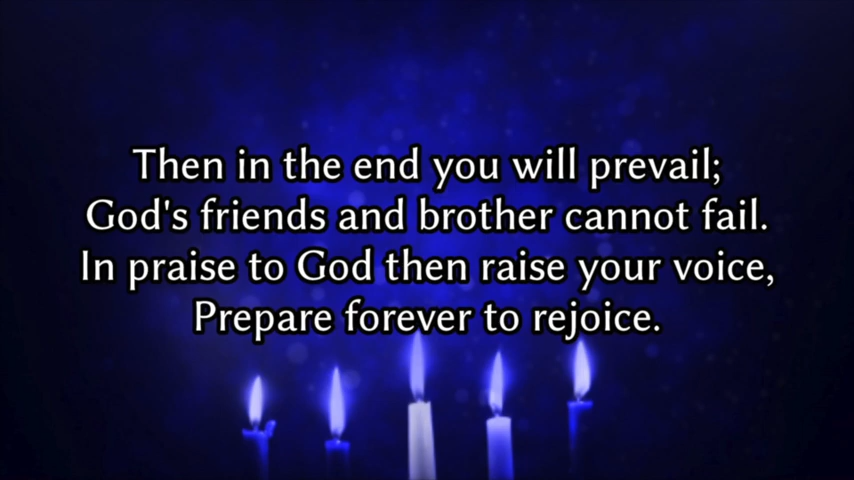 Then in the end you will prevail;
God's friends and brother cannot fail.
In praise to God then raise your voice,
Prepare forever to rejoice.